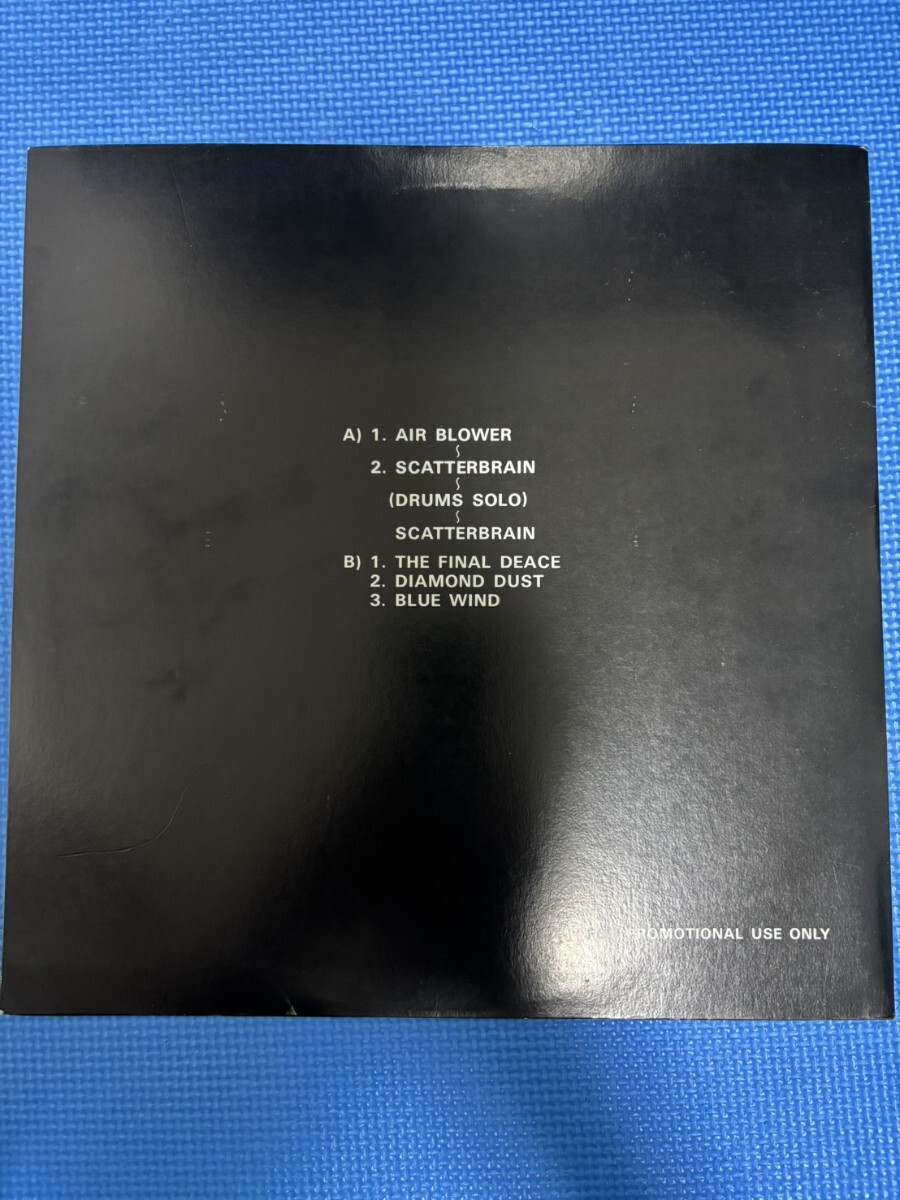 A) 1. AIR BLOWER
2. SCATTERBRAIN
(DRUMS SOLO)
SCATTERBRAIN
B) 1. THE FINAL DEACE
2. DIAMOND DUST
3. BLUE WIND
PROMOTIONAL USE ONLY